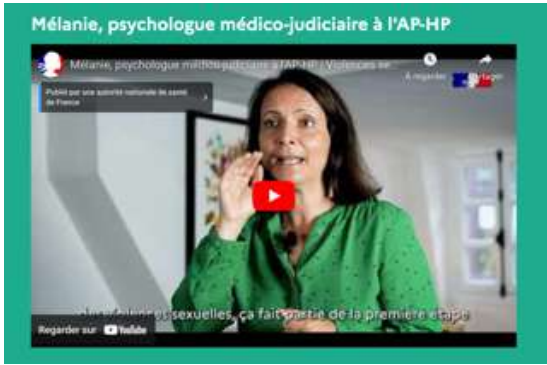 Mélanie, psychologue médico-judiciaire à l'AP-HP
Mélanie, psychologue médico-judiciaire à l'AP-HP | Violences se
À regarder
Partager
Publié par une autorité nationale de santé
de France
violences sexuelles, ça fait partie de la première étape
Regarder sur YouTube